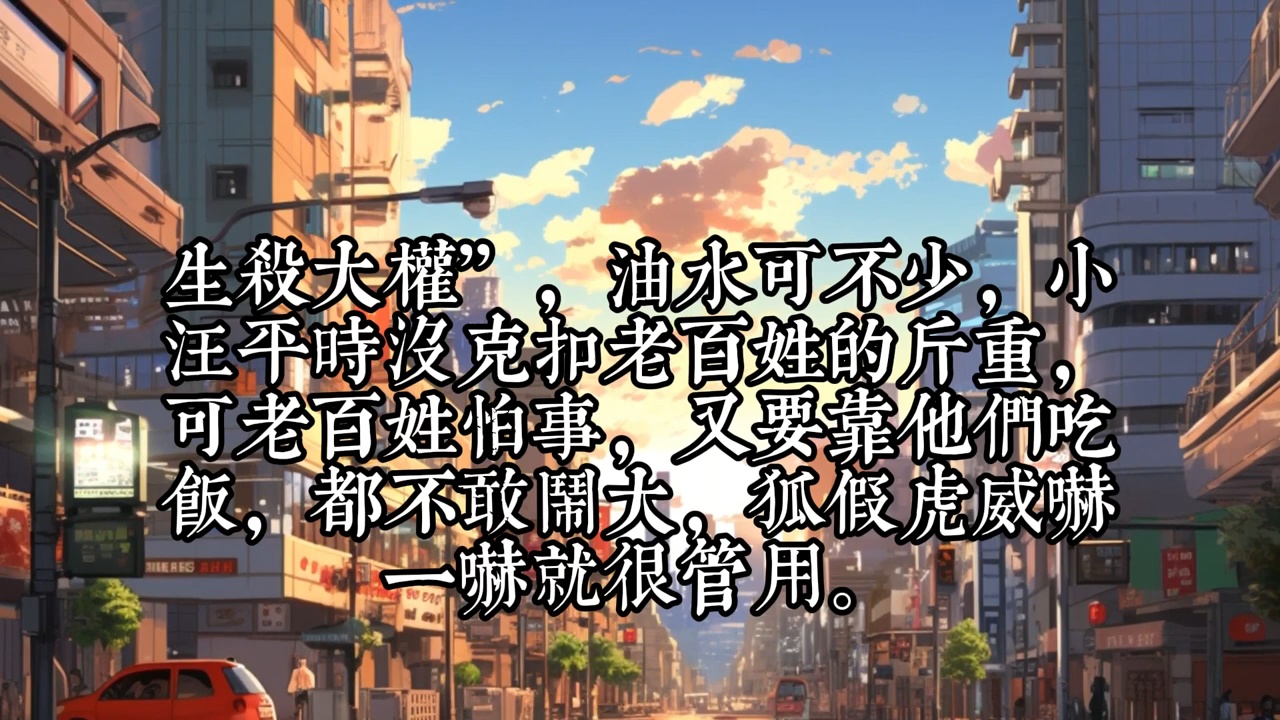 生殺大權”，油水可不少，小
汪平時沒克扣老百姓的斤重，
可老百姓怕事，又要靠他們吃
飯，都不敢鬧大，狐假虎威嚇
一嚇就很管用。